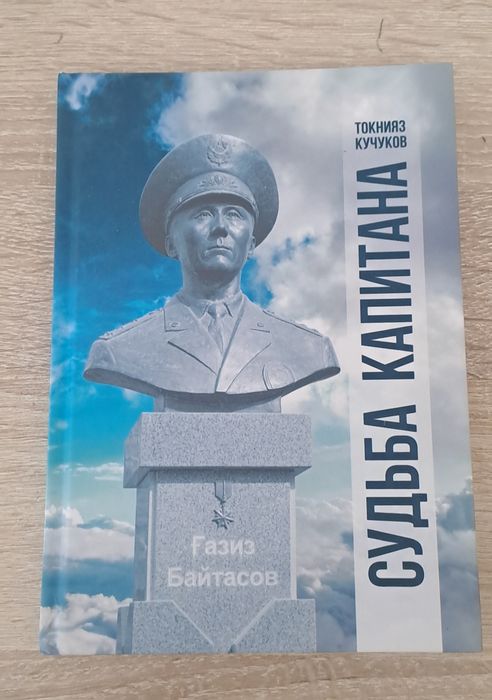 ТОКНИЯЗ
КУЧУКОВ
СУДЬБА КАПИТАНА
Ғазиз
Байтасов